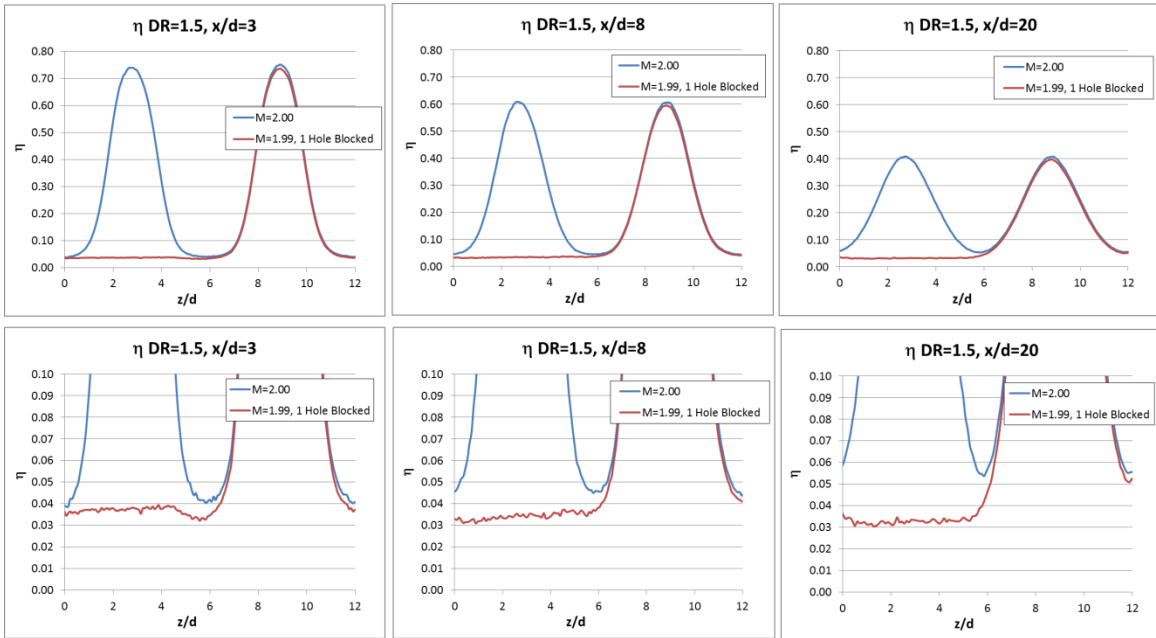 η DR=1.5, x/d=3
0.80
0.70
0.60
0.50
0.40
0.30
0.20
0.10
0.00
η
0 2 4 6 8 10 12
z/d
M=2.00
M=1.99, 1 Hole Blocked
η DR=1.5, x/d=8
0.80
0.70
0.60
0.50
0.40
0.30
0.20
0.10
0.00
η
0 2 4 6 8 10 12
z/d
M=2.00
M=1.99, 1 Hole Blocked
η DR=1.5, x/d=20
0.80
0.70
0.60
0.50
0.40
0.30
0.20
0.10
0.00
η
0 2 4 6 8 10 12
z/d
M=2.00
M=1.99, 1 Hole Blocked
η DR=1.5, x/d=3
0.10
0.09
0.08
0.07
0.06
0.05
0.04
0.03
0.02
0.01
0.00
η
0 2 4 6 8 10 12
z/d
M=2.00
M=1.99, 1 Hole Blocked
η DR=1.5, x/d=8
0.10
0.09
0.08
0.07
0.06
0.05
0.04
0.03
0.02
0.01
0.00
η
0 2 4 6 8 10 12
z/d
M=2.00
M=1.99, 1 Hole Blocked
η DR=1.5, x/d=20
0.10
0.09
0.08
0.07
0.06
0.05
0.04
0.03
0.02
0.01
0.00
η
0 2 4 6 8 10 12
z/d
M=2.00
M=1.99, 1 Hole Blocked